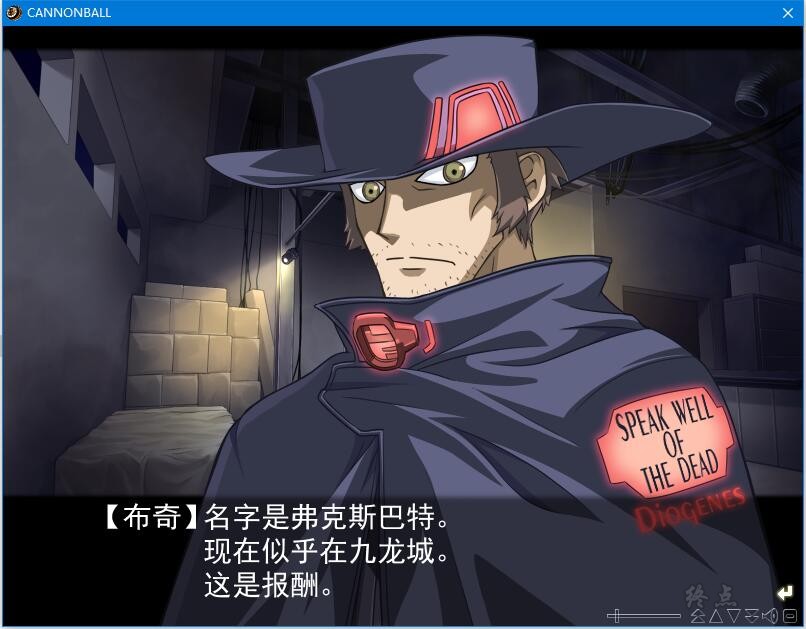 CANNONBALL
SPEAK WELL
OF
THE DEAD
DiOGENES
【布奇】名字是弗克斯巴特。
现在似乎在九龙城。
这是报酬。
终点